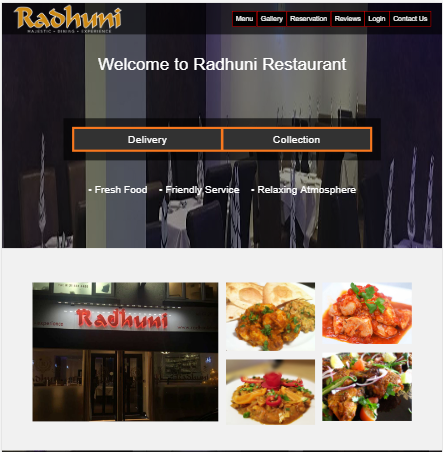 Radhuni
MAJESTIC • DINING • EXPERIENCE
Menu Gallery Reservation Reviews Login Contact Us
Welcome to Radhuni Restaurant
Delivery Collection
- Fresh Food - Friendly Service - Relaxing Atmosphere
Radhuni